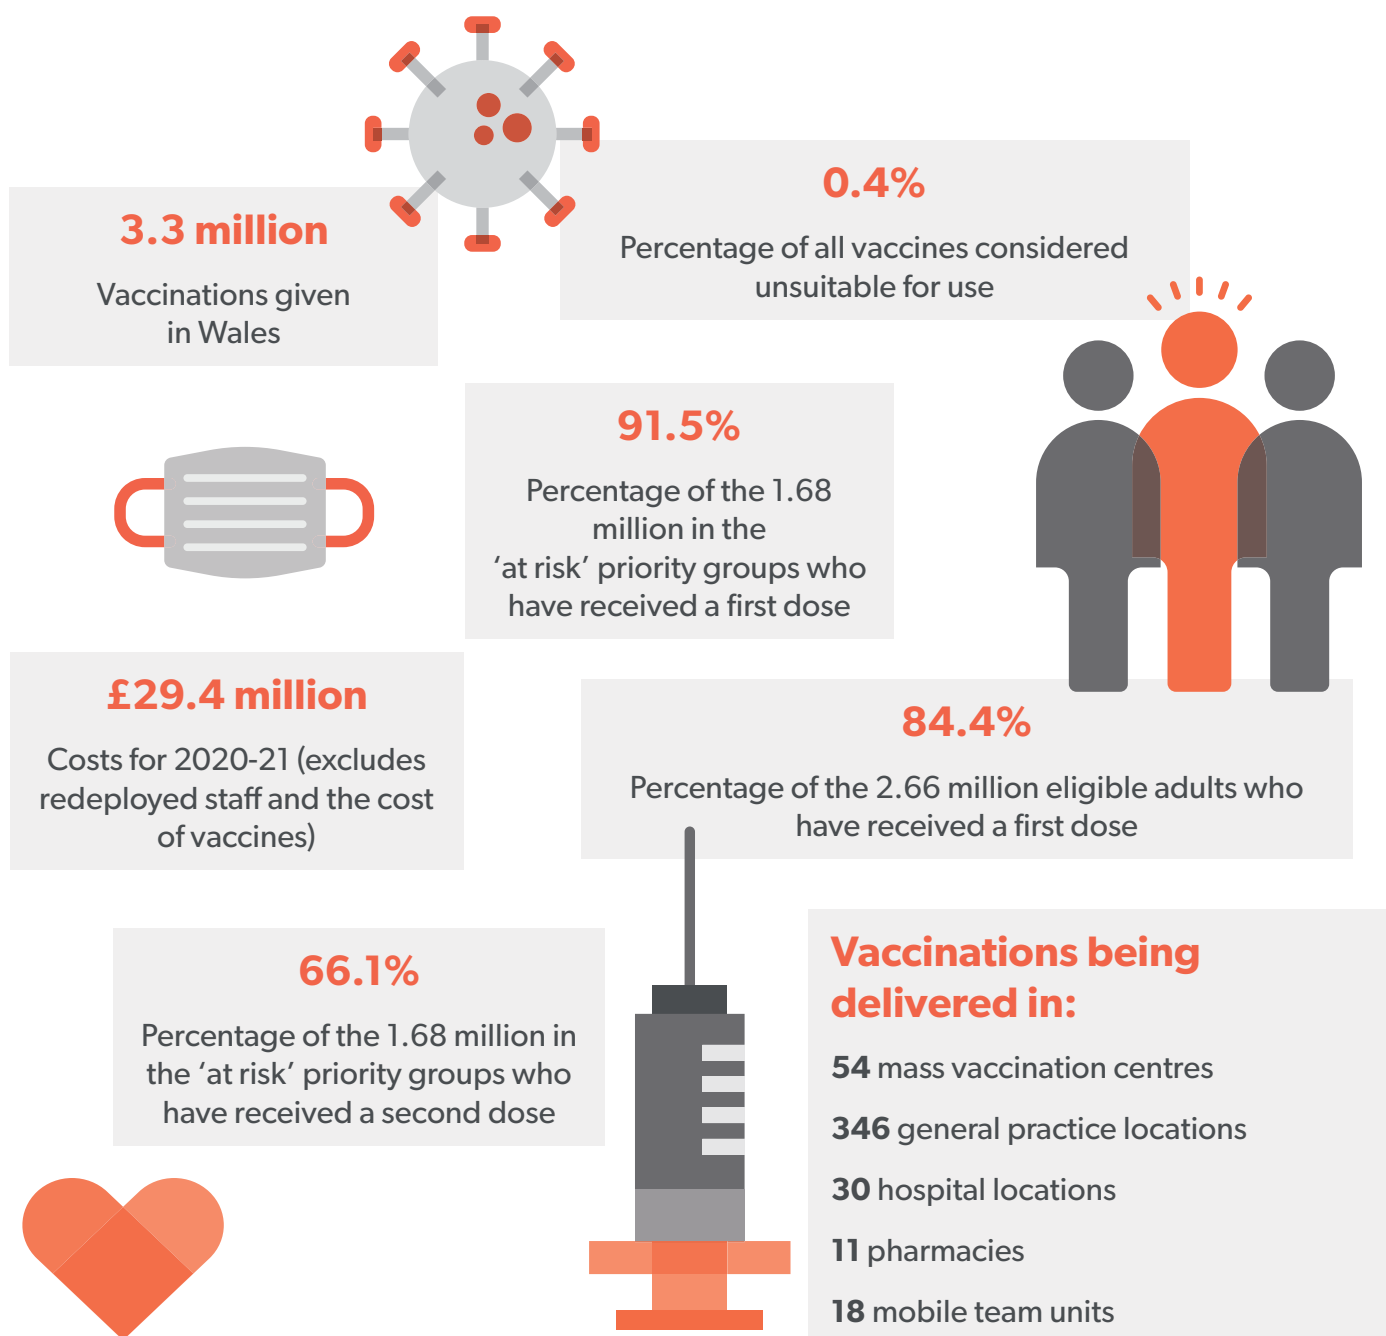 3.3 million
Vaccinations given
in Wales
0.4%
Percentage of all vaccines considered
unsuitable for use
91.5%
Percentage of the 1.68
million in the
‘at risk’ priority groups who
have received a first dose
£29.4 million
Costs for 2020-21 (excludes
redeployed staff and the cost
of vaccines)
84.4%
Percentage of the 2.66 million eligible adults who
have received a first dose
66.1%
Percentage of the 1.68 million in
the ‘at risk’ priority groups who
have received a second dose
Vaccinations being
delivered in:
54 mass vaccination centres
346 general practice locations
30 hospital locations
11 pharmacies
18 mobile team units